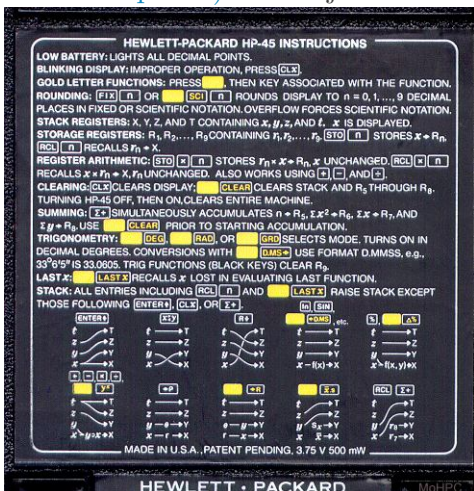 HEWLETT-PACKARD HP-45 INSTRUCTIONS
LOW BATTERY: LIGHTS ALL DECIMAL POINTS.
BLINKING DISPLAY: IMPROPER OPERATION, PRESS CLX.
GOLD LETTER FUNCTIONS: PRESS , THEN KEY ASSOCIATED WITH THE FUNCTION.
ROUNDING: FIX n OR SCI n ROUNDS DISPLAY TO n = 0, 1, ..., 9 DECIMAL
PLACES IN FIXED OR SCIENTIFIC NOTATION. OVERFLOW FORCES SCIENTIFIC NOTATION.
STACK REGISTERS: X, Y, Z, AND T CONTAINING x, y, z, AND t. x IS DISPLAYED.
STORAGE REGISTERS: R₁, R₂, ..., R₉ CONTAINING r₁, r₂, ... r₉. STO n STORES x→Rₙ,
RCL n RECALLS rₙ→X.
REGISTER ARITHMETIC: STO × n STORES rₙ×x→Rₙ, x UNCHANGED. RCL × n
RECALLS x×rₙ→X, rₙ UNCHANGED. ALSO WORKS USING +, −, AND ÷.
CLEARING: CLX CLEARS DISPLAY; CLEAR CLEARS STACK AND R₅ THROUGH R₈.
TURNING HP-45 OFF, THEN ON, CLEARS ENTIRE MACHINE.
SUMMING: Σ+ SIMULTANEOUSLY ACCUMULATES n→R₅, Σx²→R₆, Σx→R₇, AND
Σy→R₈. USE CLEAR PRIOR TO STARTING ACCUMULATION.
TRIGONOMETRY: DEG, RAD, OR GRD SELECTS MODE. TURNS ON IN
DECIMAL DEGREES. CONVERSIONS WITH D.MS→ USE FORMAT D.MMSS, e.g.,
33°6'5" IS 33.0605. TRIG FUNCTIONS (BLACK KEYS) CLEAR R₉.
LAST x: LAST X RECALLS x LOST IN EVALUATING LAST FUNCTION.
STACK: ALL ENTRIES INCLUDING RCL n AND LAST X RAISE STACK EXCEPT
THOSE FOLLOWING ENTER↑, CLX, OR Σ+.
ln SIN
ENTER↑ x⇄y R↓ →D.MS, etc. % Δ%
t →T t →T t →T t →T t →T
z →Z z →Z z →Z z →Z z →Z
y →Y y →Y y →Y y →Y y →Y
x →X x →X x →X x→f(x)→X x→f(x,y)→X
+ − × ÷
yˣ →P →R x̄,s RCL Σ+
t →T t →T t →T t →T t →T
z →Z z →Z z →Z z →Z z →Z
y →Y y→θ→Y θ→y→Y y sₓ→Y y r₈→Y
x y≥x→X x→r→X r→x→X x x̄→X x r₇→X
MADE IN U.S.A., PATENT PENDING. 3.75 V 500 mW
HEWLETT • PACKARD
MoHPC